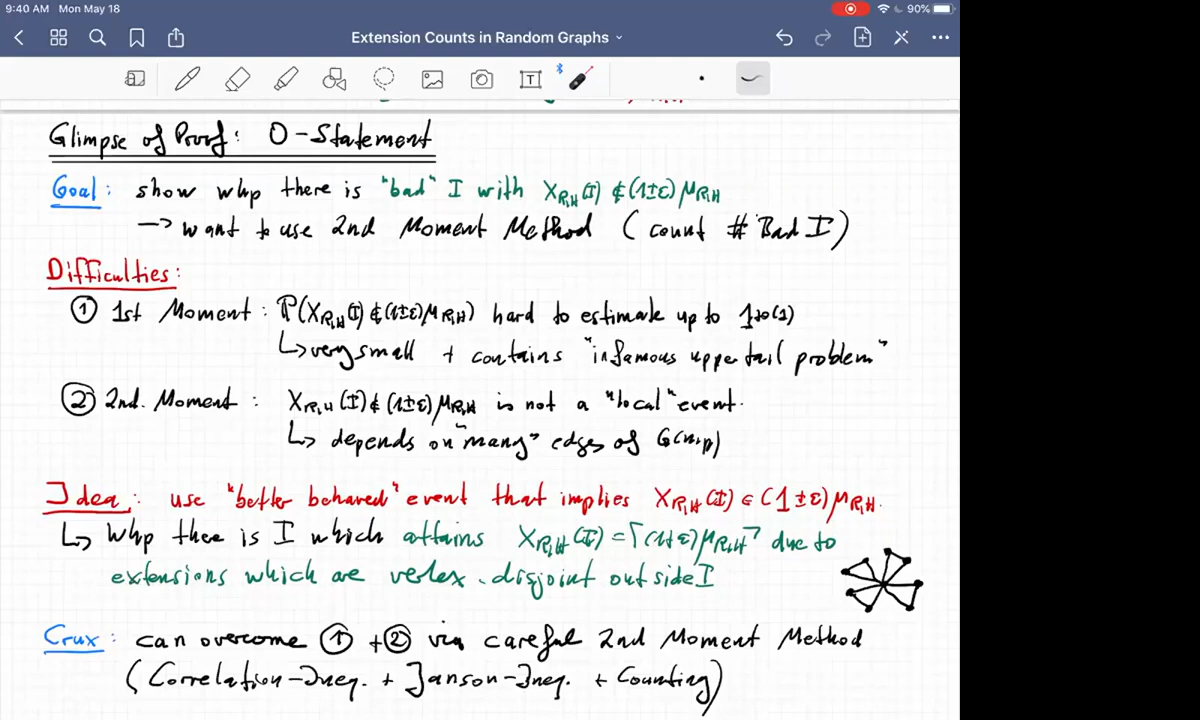 9:40 AM Mon May 18
90%
Extension Counts in Random Graphs
Glimpse of Proof: 0-Statement
Goal: show whp there is "bad" I with X_{R,H}(I) ∉ (1±ε)μ_{R,H}
→ want to use 2nd Moment Method (count # Bad I)
Difficulties:
① 1st Moment: ℙ(X_{R,H}(I) ∉ (1±ε)μ_{R,H}) hard to estimate up to 1+o(1)
↳ very small + contains "infamous upper tail problem"
② 2nd. Moment: X_{R,H}(I) ∉ (1±ε)μ_{R,H} is not a "local" event.
↳ depends on "many" edges of G(n,p)
Idea: use "better behaved" event that implies X_{R,H}(I) ∈ (1±ε)μ_{R,H}.
↳ Whp there is I which attains X_{R,H}(I) = ⌈(1+ε)μ_{R,H}⌉ due to
extensions which are vertex-disjoint outside I
Crux: can overcome ① + ② via careful 2nd Moment Method
(Correlation-Ineq. + Janson-Ineq. + Counting)